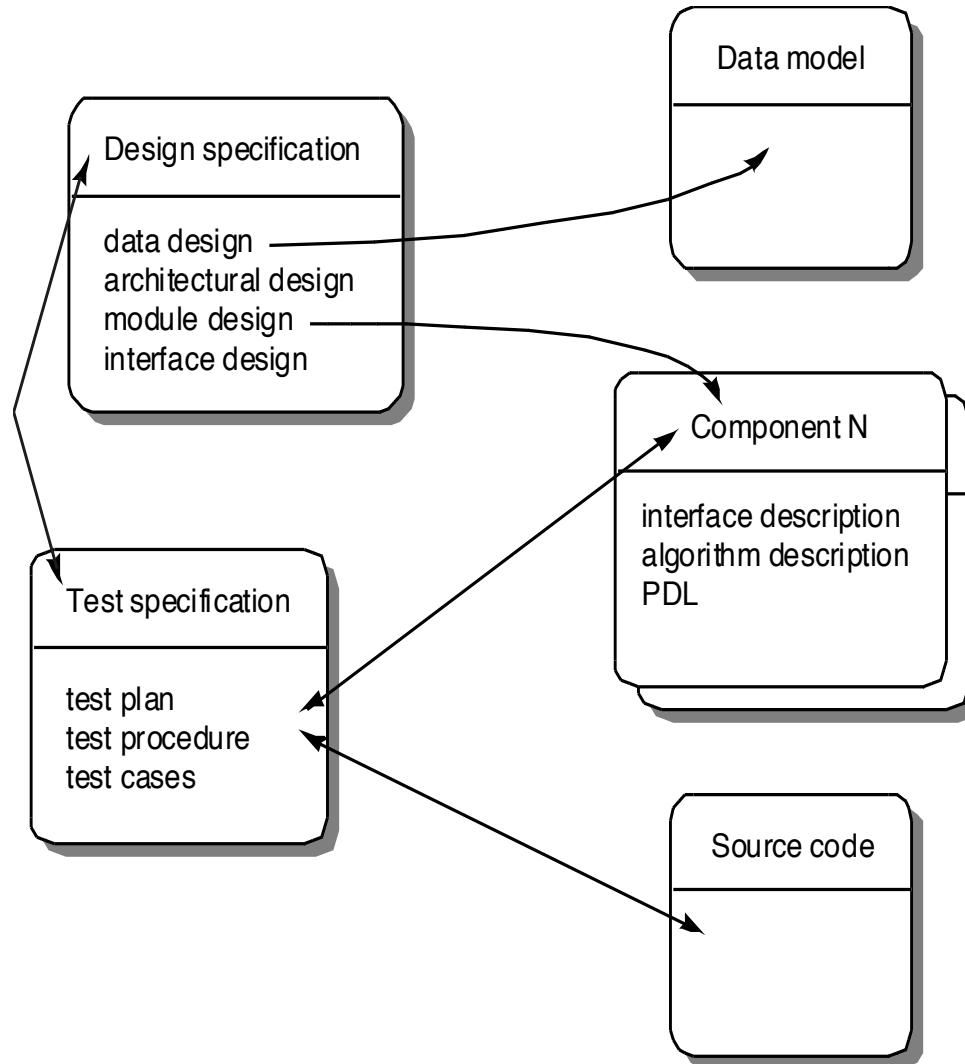 Data model
Design specification
data design
architectural design
module design
interface design
Component N
interface description
algorithm description
PDL
Test specification
test plan
test procedure
test cases
Source code